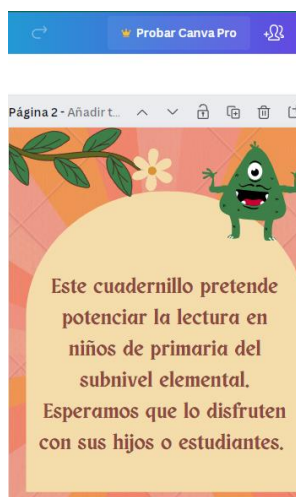 Probar Canva Pro
Página 2 - Añadir t...
Este cuadernillo pretende
potenciar la lectura en
niños de primaria del
subnivel elemental.
Esperamos que lo disfruten
con sus hijos o estudiantes.